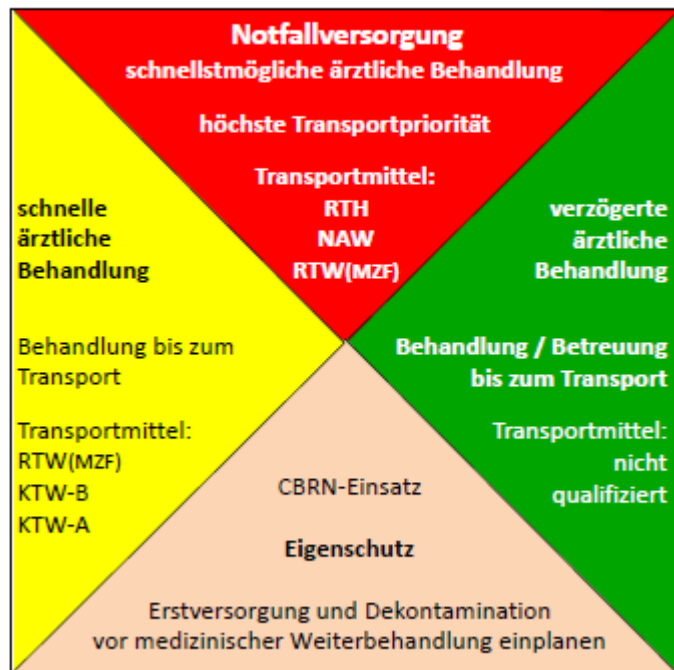 Notfallversorgung
schnellstmögliche ärztliche Behandlung
höchste Transportpriorität
Transportmittel:
RTH
NAW
RTW(MZF)
schnelle
ärztliche
Behandlung
Behandlung bis zum
Transport
Transportmittel:
RTW(MZF)
KTW-B
KTW-A
verzögerte
ärztliche
Behandlung
Behandlung / Betreuung
bis zum Transport
Transportmittel:
nicht
qualifiziert
CBRN-Einsatz
Eigenschutz
Erstversorgung und Dekontamination
vor medizinischer Weiterbehandlung einplanen